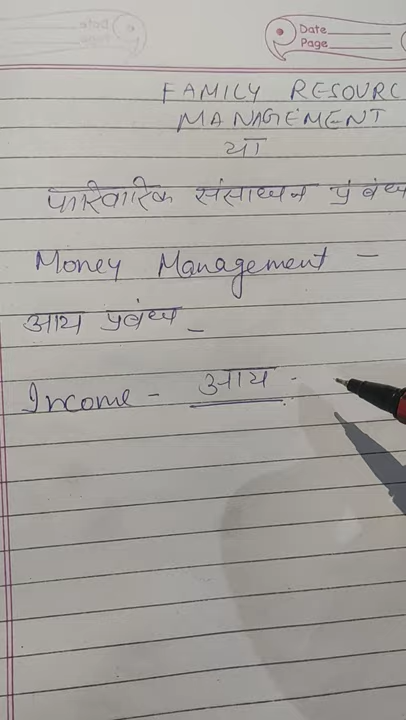 Date
Page
FAMILY RESOURC
MANAGEMENT
या
पारिवारिक संसाधन प्रबंध
Money Management -
आय प्रबंध -
Income - आय -